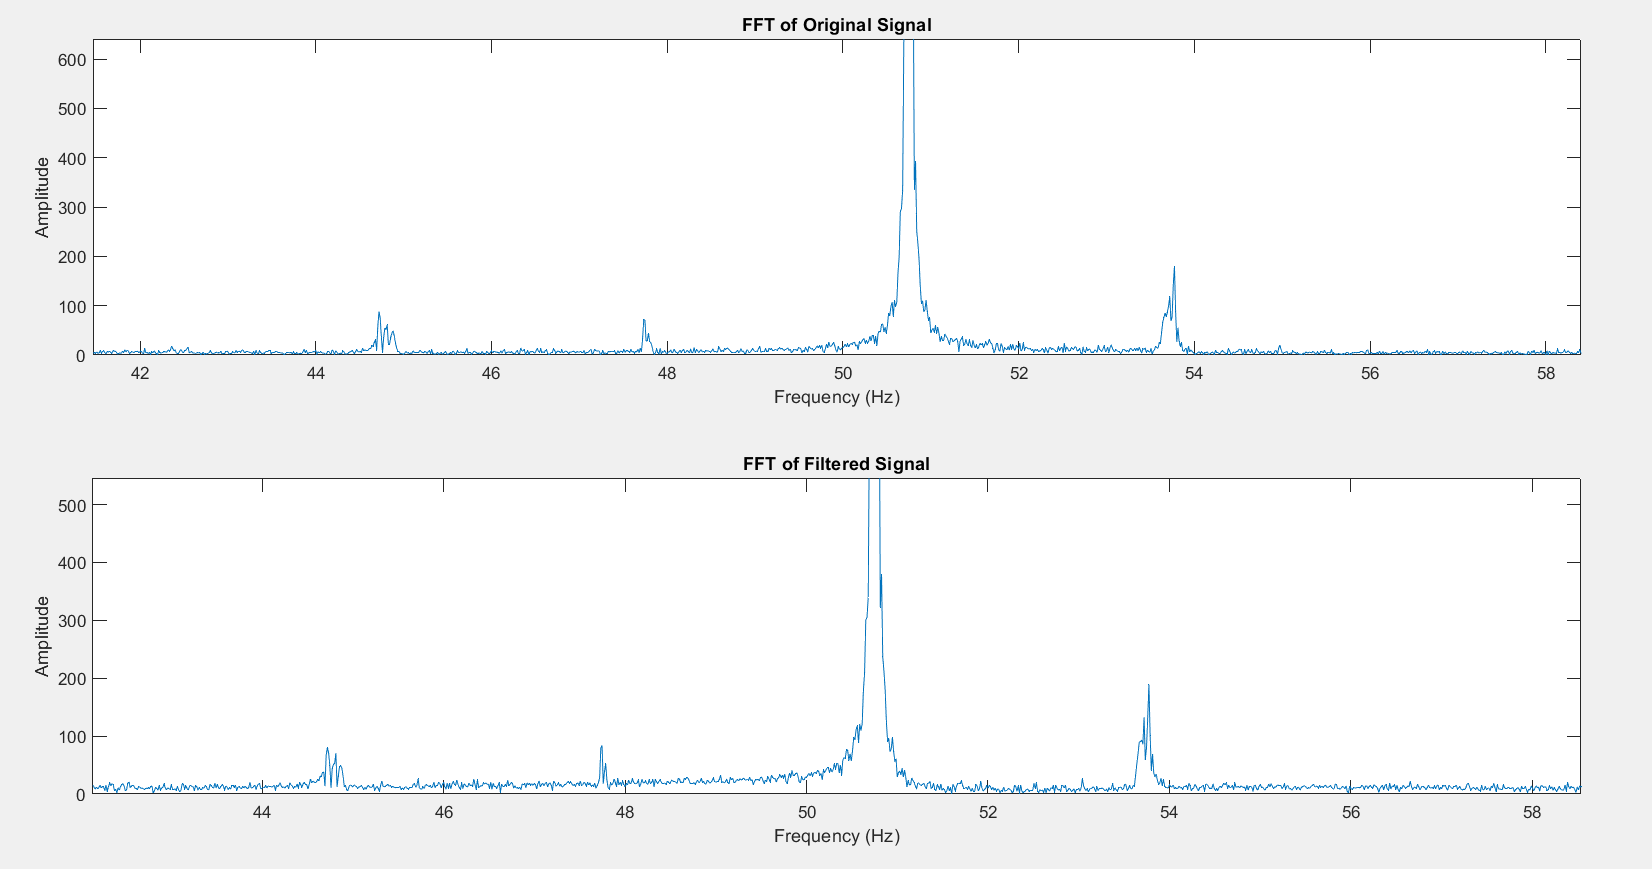 FFT of Original Signal
600
500
400
300
200
100
0
Amplitude
42 44 46 48 50 52 54 56 58
Frequency (Hz)
FFT of Filtered Signal
500
400
300
200
100
0
Amplitude
44 46 48 50 52 54 56 58
Frequency (Hz)